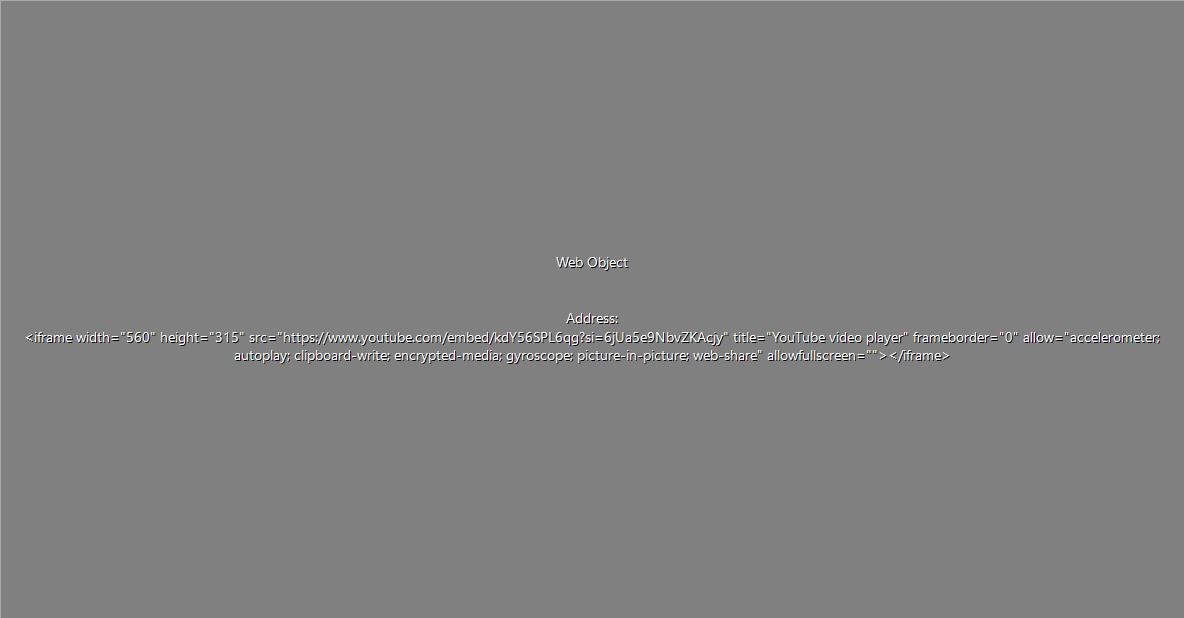 Web Object
Address:
<iframe width="560" height="315" src="https://www.youtube.com/embed/kdY56SPL6qg?si=6jUa5e9NbvZKAcjy" title="YouTube video player" frameborder="0" allow="accelerometer;
autoplay; clipboard-write; encrypted-media; gyroscope; picture-in-picture; web-share" allowfullscreen=""></iframe>